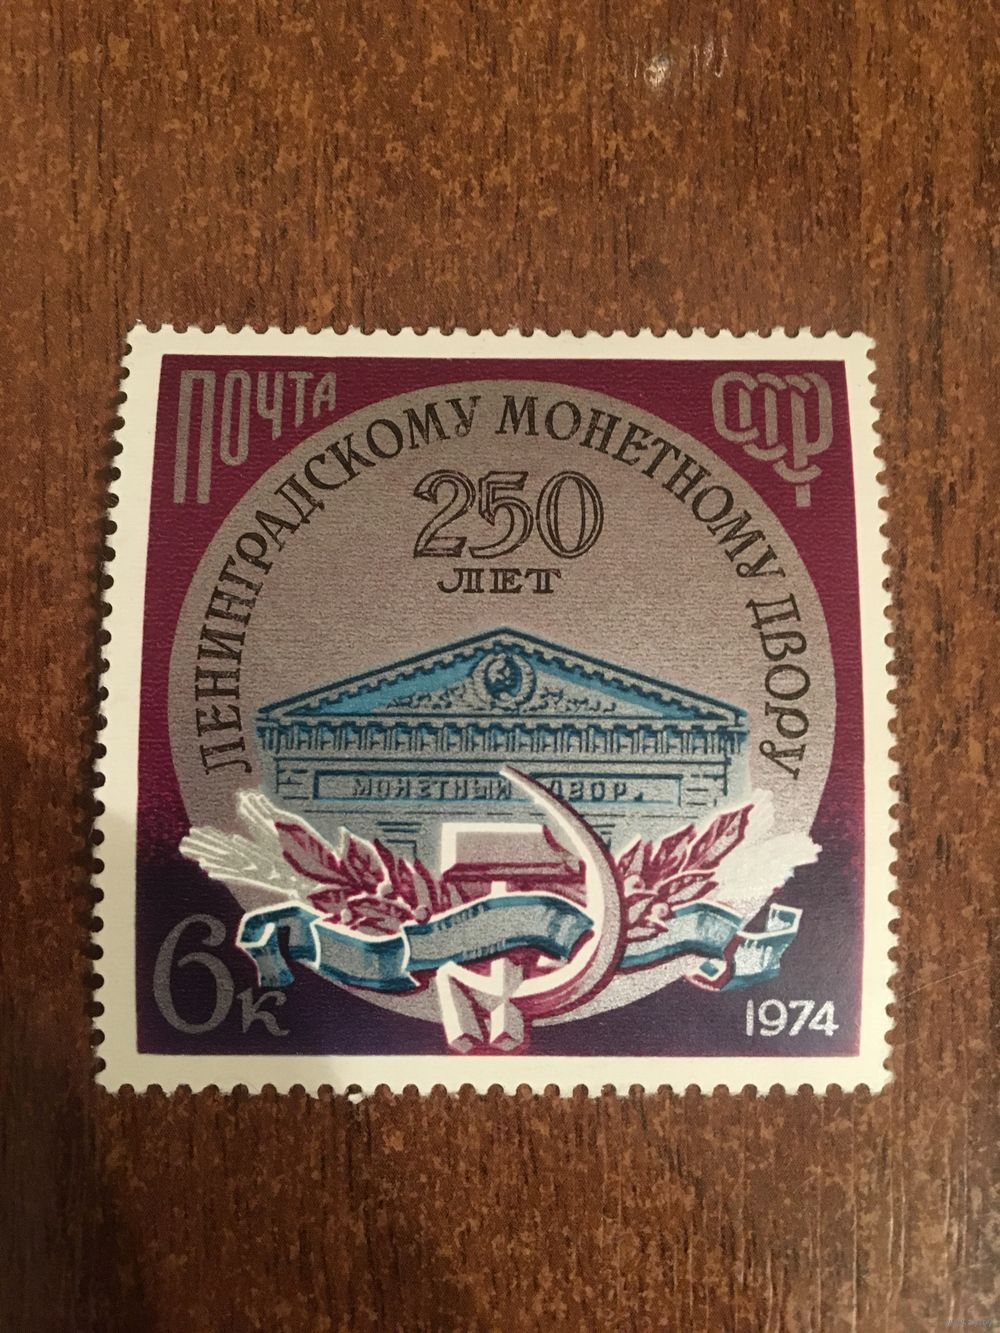 ПОЧТА
СССР
ЛЕНИНГРАДСКОМУ МОНЕТНОМУ ДВОРУ
250
ЛЕТ
МОНЕТНЫЙ ДВОР.
6к
1974